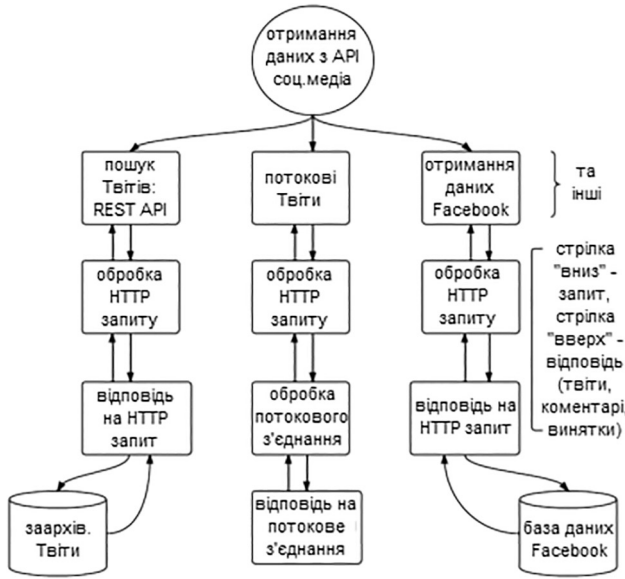 отримання
даних з API
соц.медіа
пошук
Твітів:
REST API
потокові
Твіти
отримання
даних
Facebook
та
інші
обробка
HTTP
запиту
обробка
HTTP
запиту
обробка
HTTP
запиту
стрілка
"вниз" -
запит,
стрілка
"вверх" -
відповідь
(твіти,
коментарі,
винятки)
відповідь
на HTTP
запит
обробка
потокового
з'єднання
відповідь на
HTTP запит
заархів.
Твіти
відповідь на
потокове
з'єднання
база даних
Facebook